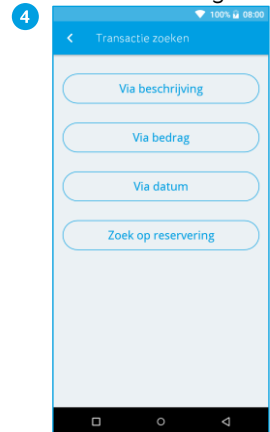 4
100% 08:00
Transactie zoeken
Via beschrijving
Via bedrag
Via datum
Zoek op reservering